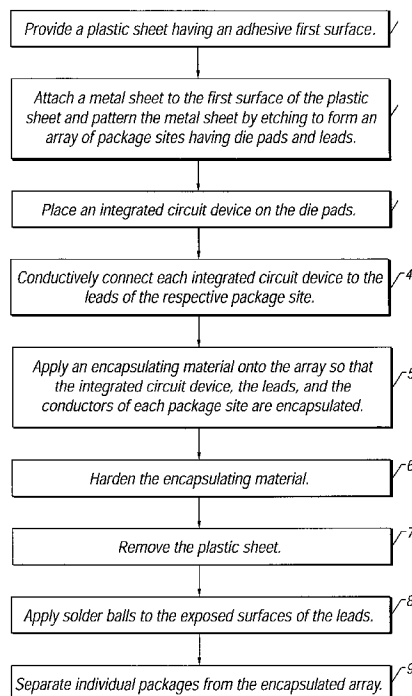 Provide a plastic sheet having an adhesive first surface.
Attach a metal sheet to the first surface of the plastic
sheet and pattern the metal sheet by etching to form an
array of package sites having die pads and leads.
Place an integrated circuit device on the die pads.
Conductively connect each integrated circuit device to the
leads of the respective package site.
4
Apply an encapsulating material onto the array so that
the integrated circuit device, the leads, and the
conductors of each package site are encapsulated.
5
Harden the encapsulating material.
6
Remove the plastic sheet.
7
Apply solder balls to the exposed surfaces of the leads.
8
Separate individual packages from the encapsulated array.
9